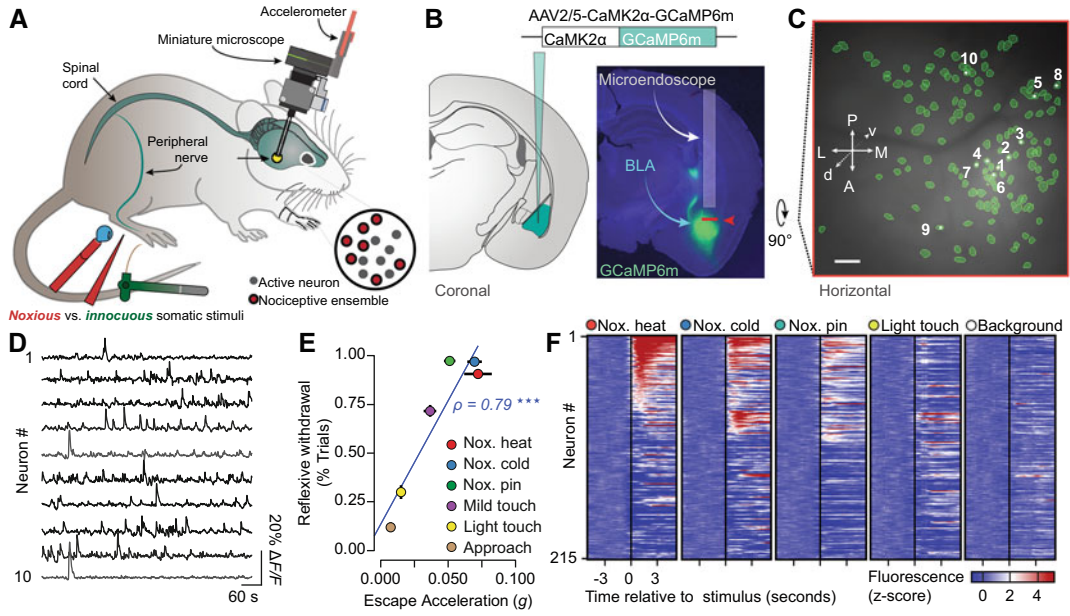 A
Accelerometer
Miniature microscope
Spinal
cord
Peripheral
nerve
Active neuron
Nociceptive ensemble
Noxious vs. innocuous somatic stimuli
B
AAV2/5-CaMK2α-GCaMP6m
CaMK2α
GCaMP6m
Microendoscope
BLA
GCaMP6m
Coronal
90°
C
10
8
5
3
2
4
1
7
6
9
P
v
L
M
d
A
Horizontal
D
1
Neuron #
10
20% ΔF/F
60 s
E
1.00
0.75
0.50
0.25
0.00
Reflexive withdrawal
(% Trials)
ρ = 0.79 ***
Nox. heat
Nox. cold
Nox. pin
Mild touch
Light touch
Approach
0.000
0.050
0.100
Escape Acceleration (g)
F
Nox. heat
Nox. cold
Nox. pin
Light touch
Background
1
Neuron #
215
-3
0
3
Time relative to stimulus (seconds)
Fluorescence
(z-score)
0
2
4